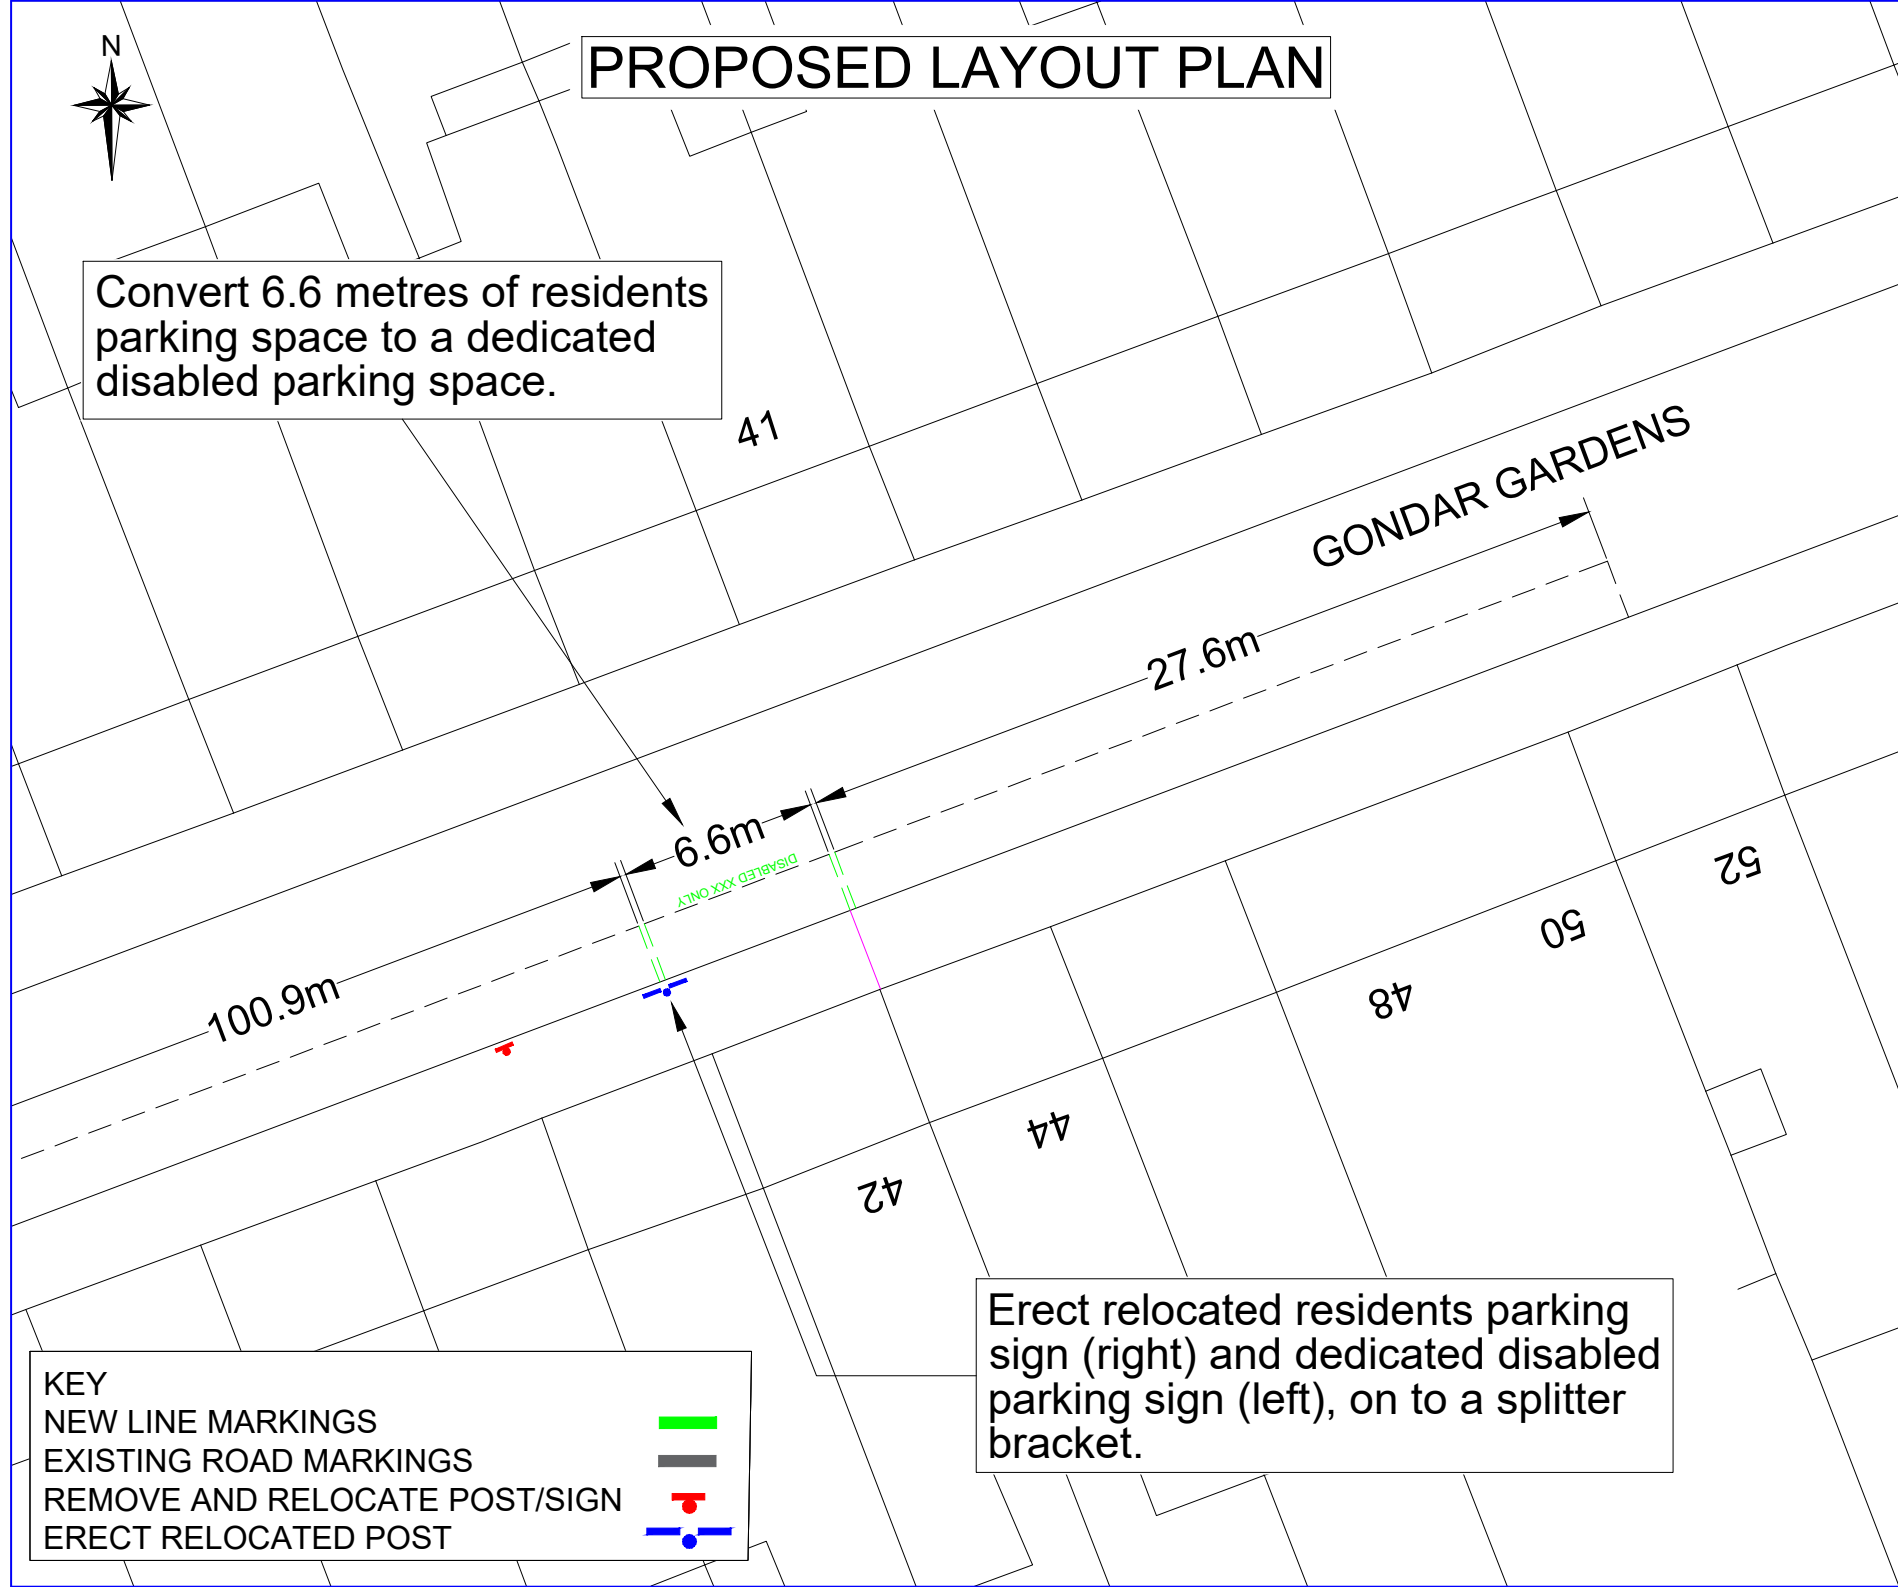 N
PROPOSED LAYOUT PLAN
Convert 6.6 metres of residents
parking space to a dedicated
disabled parking space.
41
GONDAR GARDENS
27.6m
6.6m
DISABLED XXX ONLY
100.9m
52
50
48
44
42
Erect relocated residents parking
sign (right) and dedicated disabled
parking sign (left), on to a splitter
bracket.
KEY
NEW LINE MARKINGS
EXISTING ROAD MARKINGS
REMOVE AND RELOCATE POST/SIGN
ERECT RELOCATED POST